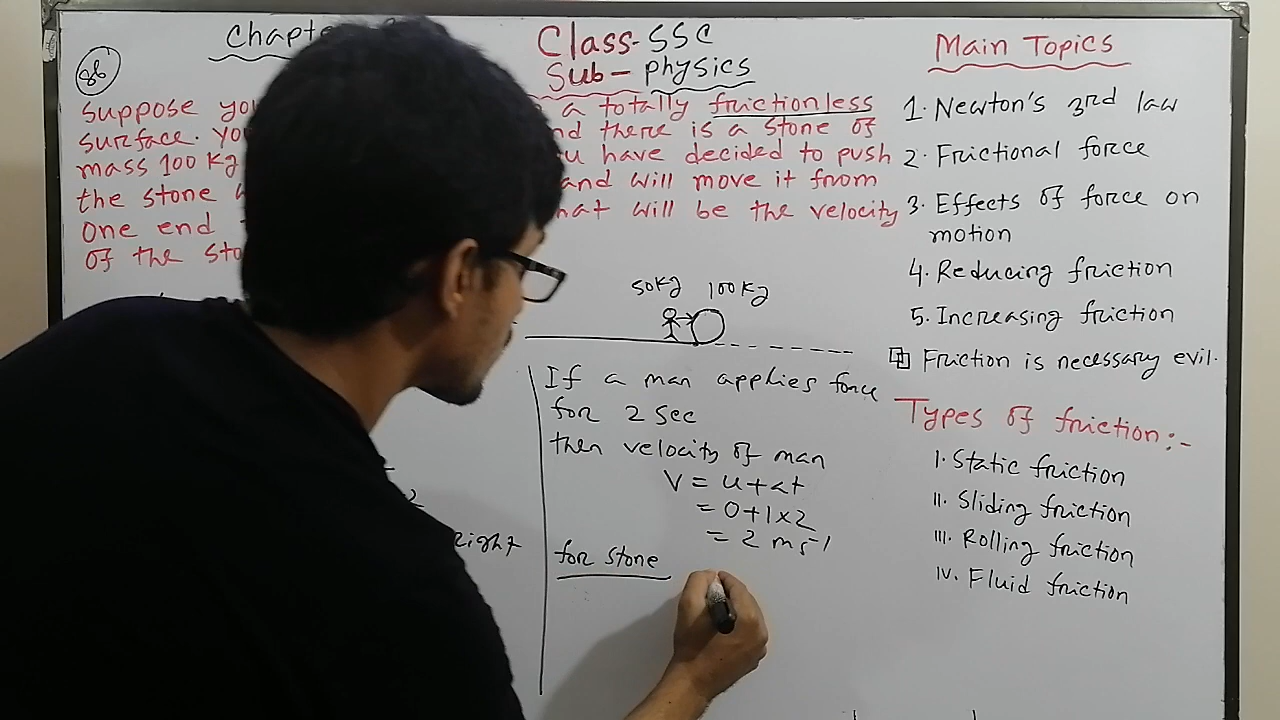 Chapte
Class-SSC
Sub- physics
86
Suppose you
a totally frictionless
surface. You
nd there is a stone of
mass 100 Kg
u have decided to push
the stone
and will move it from
one end
hat will be the velocity
of the sto
50Kg 100Kg
If a man applies force
for 2 sec
then velocity of man
V = u+at
= 0+1×2
= 2 ms⁻¹
for stone
2
right
Main Topics
1. Newton's 3rd law
2. Frictional force
3. Effects of force on
motion
4. Reducing friction
5. Increasing friction
Friction is necessary evil.
Types of friction:-
I. Static friction
II. Sliding friction
III. Rolling friction
IV. Fluid friction